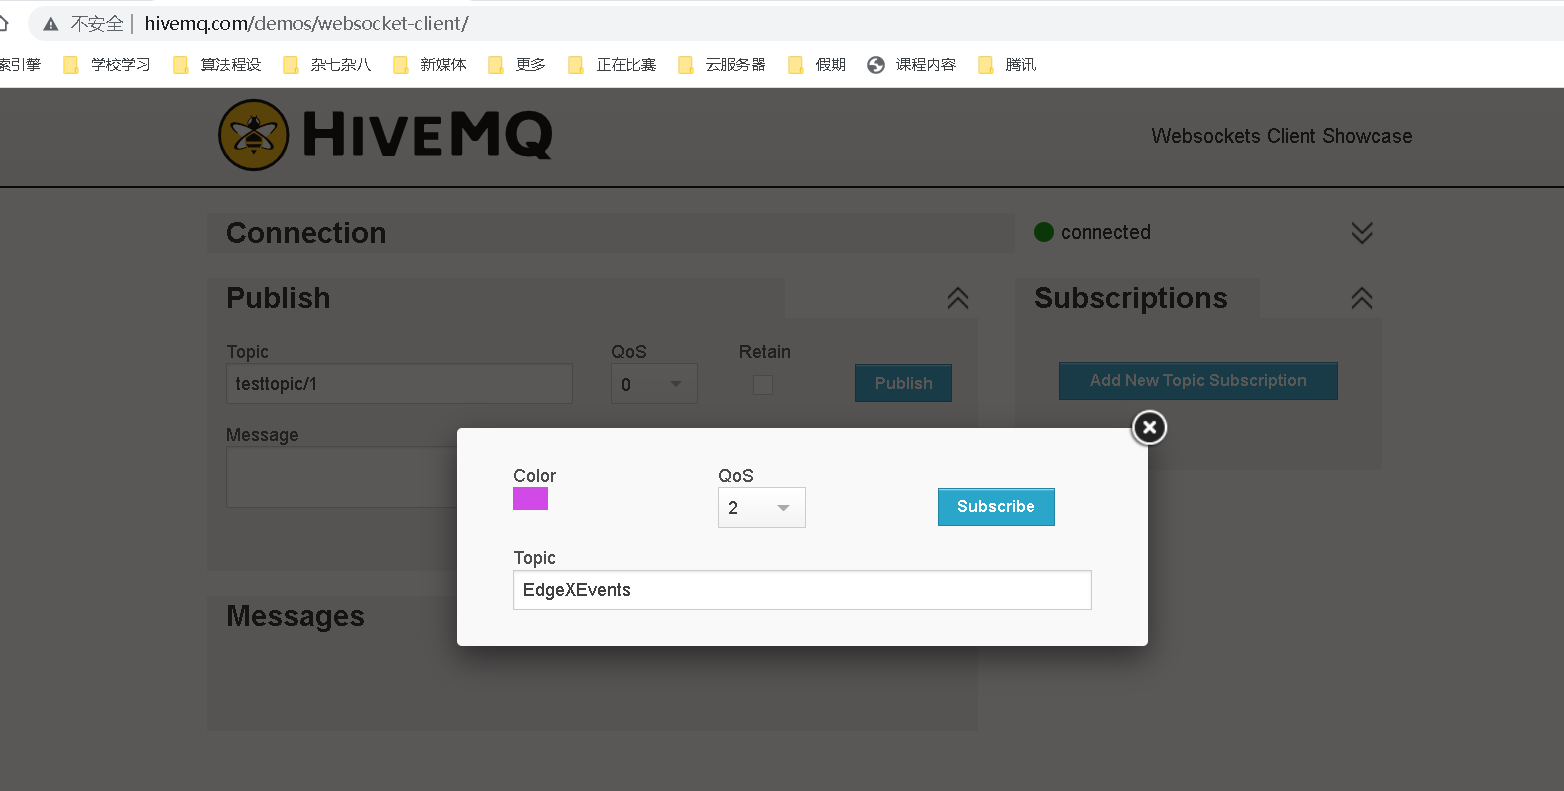 不安全 | hivemq.com/demos/websocket-client/
索引擎 学校学习 算法程设 杂七杂八 新媒体 更多 正在比赛 云服务器 假期 课程内容 腾讯
HIVEMQ
Websockets Client Showcase
Connection
connected
Publish
Subscriptions
Topic QoS Retain
testtopic/1 0 Publish
Add New Topic Subscription
Message
Color QoS
2 Subscribe
Topic
EdgeXEvents
Messages